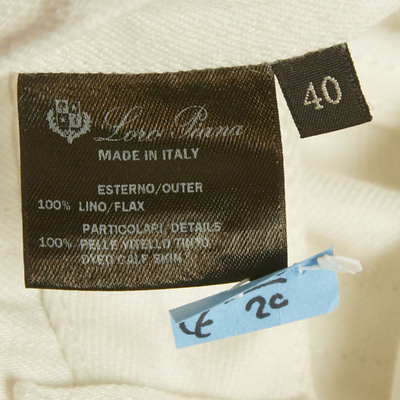 Loro Piana
40
MADE IN ITALY
ESTERNO/OUTER
100% LINO/FLAX
PARTICOLARI/DETAILS
100% PELLE VITELLO TINTO
DYED CALF SKIN
20